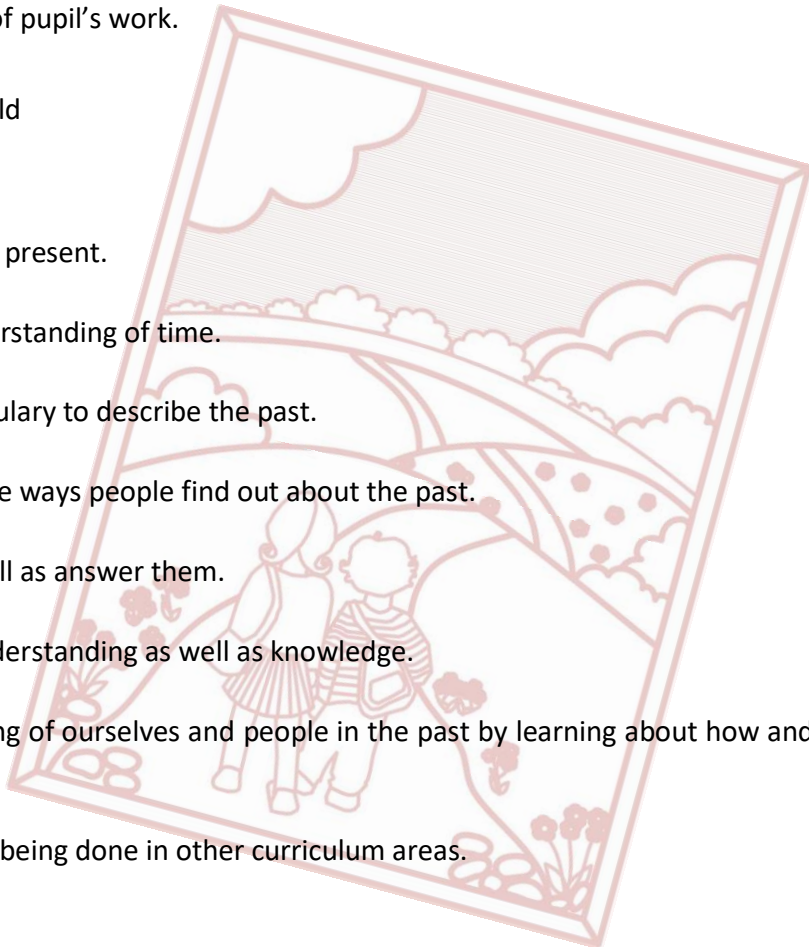 of pupil’s work.
ld
present.
rstanding of time.
ulary to describe the past.
e ways people find out about the past.
ll as answer them.
derstanding as well as knowledge.
ng of ourselves and people in the past by learning about how and
being done in other curriculum areas.